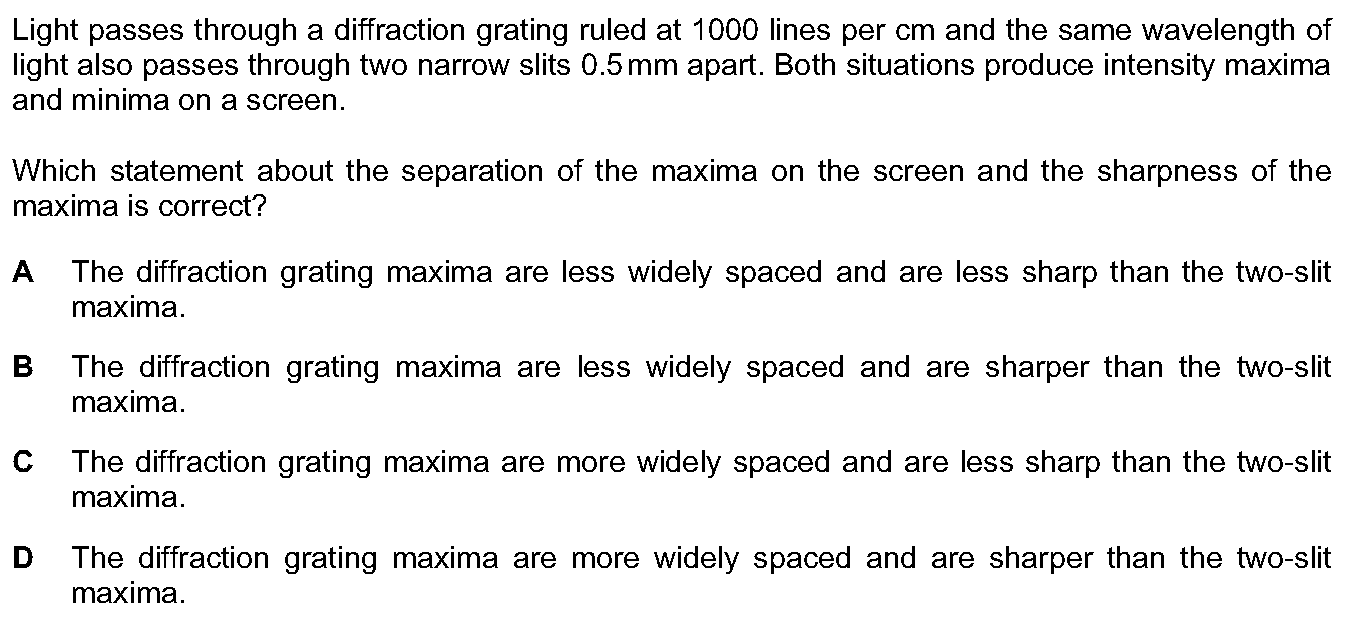 Light passes through a diffraction grating ruled at 1000 lines per cm and the same wavelength of
light also passes through two narrow slits 0.5 mm apart. Both situations produce intensity maxima
and minima on a screen.
Which statement about the separation of the maxima on the screen and the sharpness of the
maxima is correct?
A The diffraction grating maxima are less widely spaced and are less sharp than the two-slit
maxima.
B The diffraction grating maxima are less widely spaced and are sharper than the two-slit
maxima.
C The diffraction grating maxima are more widely spaced and are less sharp than the two-slit
maxima.
D The diffraction grating maxima are more widely spaced and are sharper than the two-slit
maxima.